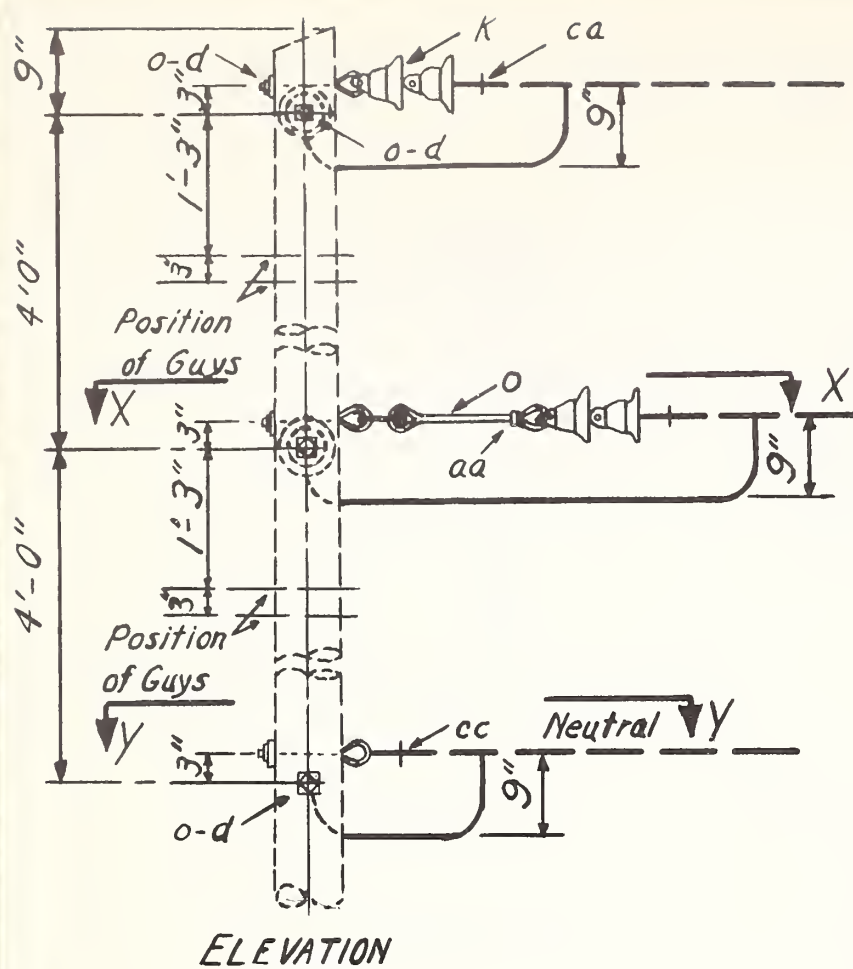 9"
o-d
K
ca
3"
9"
o-d
1'-3"
4'0"
3"
Position
of Guys
X
X
o
3"
aa
9"
1'-3"
4'-0"
3"
Position
of Guys
Y
cc
Neutral
Y
3"
9"
o-d
ELEVATION